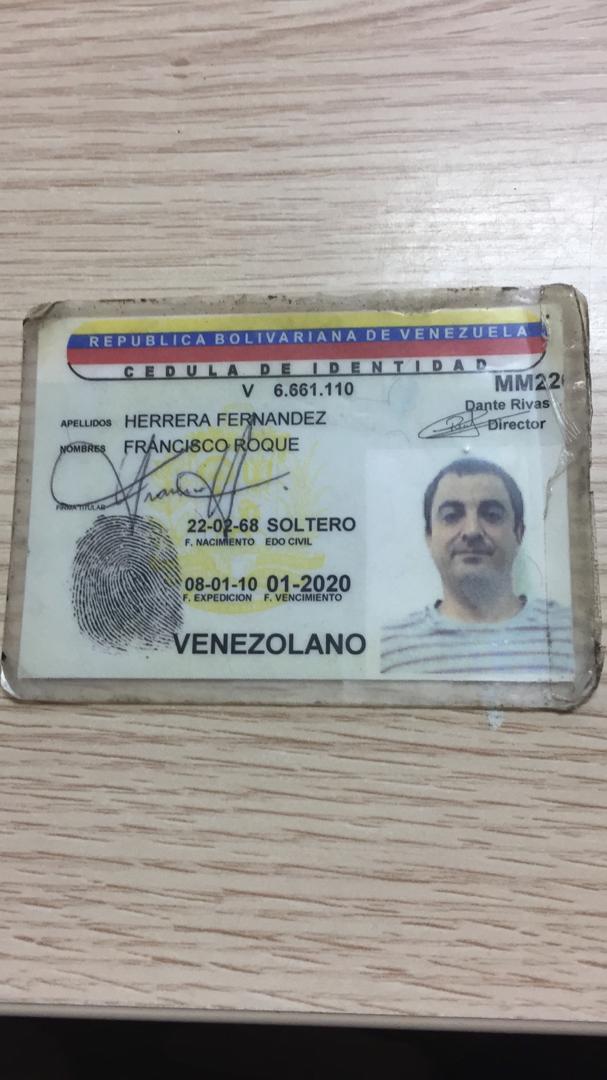 REPUBLICA BOLIVARIANA DE VENEZUELA
CEDULA DE IDENTIDAD
V 6.661.110
MM22
Dante Rivas
Director
APELLIDOS HERRERA FERNANDEZ
NOMBRES FRANCISCO ROQUE
FIRMA TITULAR
22-02-68 SOLTERO
F. NACIMIENTO EDO CIVIL
08-01-10 01-2020
F. EXPEDICION F. VENCIMIENTO
VENEZOLANO